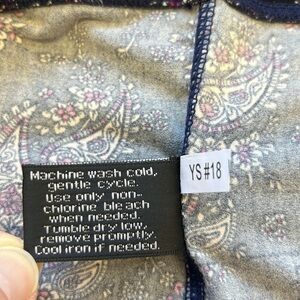 Machine wash cold,
gentle cycle.
Use only non-
chlorine bleach
when needed.
Tumble dry low,
remove promptly.
Cool iron if needed.
YS#18